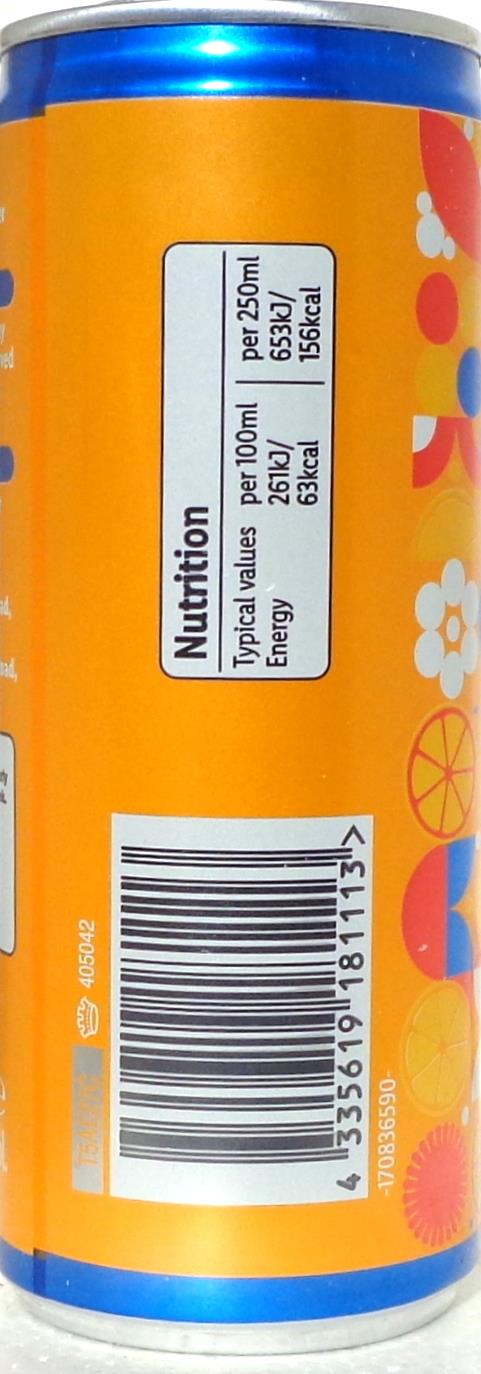 Nutrition
Typical values per 100ml per 250ml
Energy 261kJ/ 653kJ/
63kcal 156kcal
405042
4 335619 181113 >
-170836590-